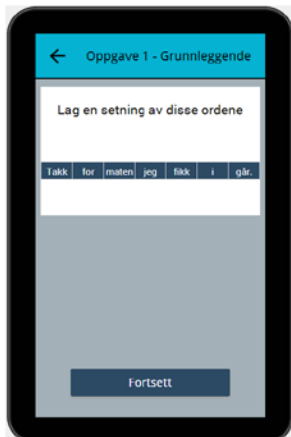 Oppgave 1 - Grunnleggende
Lag en setning av disse ordene
Takk for maten jeg fikk i går.
Fortsett